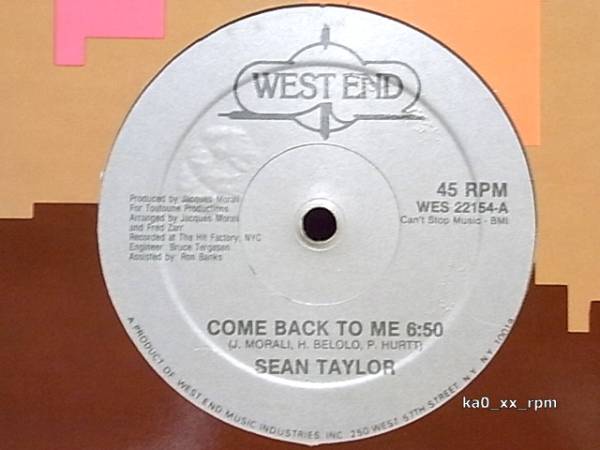 WEST END
45 RPM
WES 22154-A
Can't Stop Music - BMI
Produced by Jacques Morali
For Toutoune Productions
Arranged by Jacques Morali
and Fred Zarr
Recorded at The Hit Factory, NYC
Engineer: Bruce Tergesen
Assisted by: Ron Banks
COME BACK TO ME 6:50
(J. MORALI, H. BELOLO, P. HURTT)
SEAN TAYLOR
A PRODUCT OF WEST END MUSIC INDUSTRIES, INC. 250 WEST 57TH STREET, N.Y. N.Y. 10019
ka0_xx_rpm